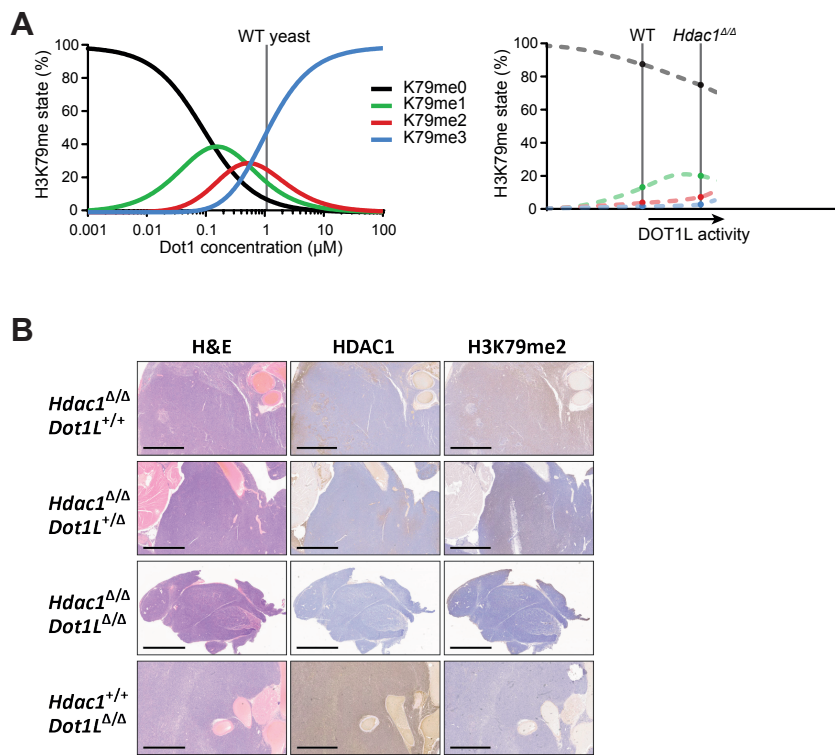 A
WT yeast
H3K79me state (%)
100
80
60
40
20
0
0.001
0.01
0.1
1
10
100
Dot1 concentration (µM)
K79me0
K79me1
K79me2
K79me3
WT
Hdac1Δ/Δ
H3K79me state (%)
100
80
60
40
20
0
DOT1L activity
B
H&E
HDAC1
H3K79me2
Hdac1Δ/Δ
Dot1L+/+
Hdac1Δ/Δ
Dot1L+/Δ
Hdac1Δ/Δ
Dot1LΔ/Δ
Hdac1+/+
Dot1LΔ/Δ